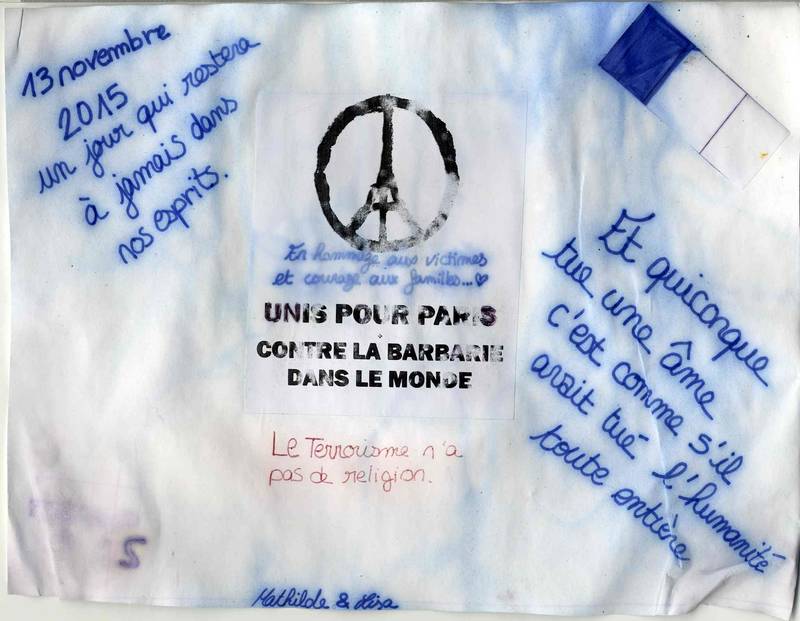 13 novembre
2015
un jour qui restera
à jamais dans
nos esprits.
En hommage aux victimes
et courage aux familles...
UNIS POUR PARIS
CONTRE LA BARBARIE
DANS LE MONDE
Le Terrorisme n'a
pas de religion.
Et quiconque
tue une âme
c'est comme s'il
avait tué l'humanité
toute entière
S
Mathilde & Lisa